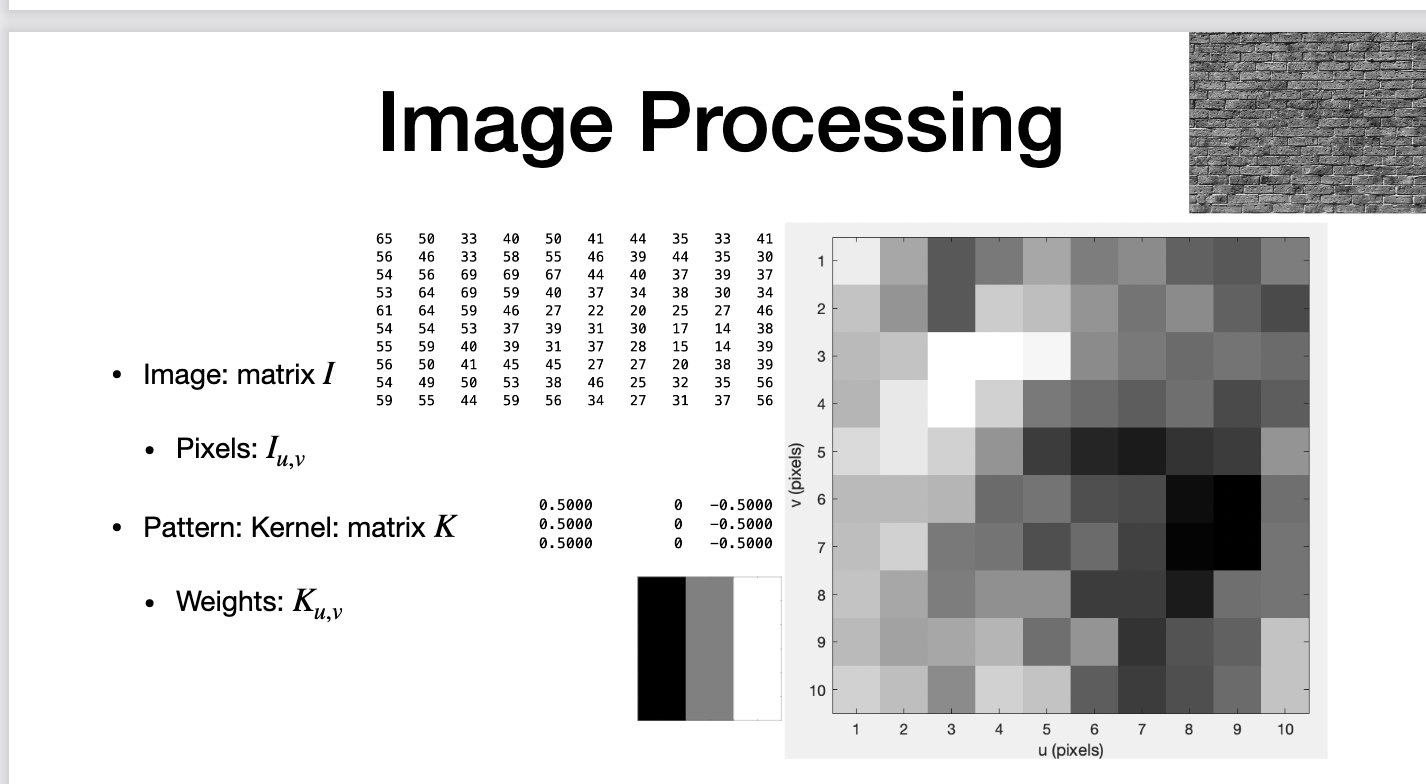 Image Processing
65 50 33 40 50 41 44 35 33 41
56 46 33 58 55 46 39 44 35 30
54 56 69 69 67 44 40 37 39 37
53 64 69 59 40 37 34 38 30 34
61 64 59 46 27 22 20 25 27 46
54 54 53 37 39 31 30 17 14 38
55 59 40 39 31 37 28 15 14 39
56 50 41 45 45 27 27 20 38 39
54 49 50 53 38 46 25 32 35 56
59 55 44 59 56 34 27 31 37 56
• Image: matrix I
• Pixels: I_{u,v}
• Pattern: Kernel: matrix K
0.5000 0 -0.5000
0.5000 0 -0.5000
0.5000 0 -0.5000
• Weights: K_{u,v}
v (pixels)
1
2
3
4
5
6
7
8
9
10
1 2 3 4 5 6 7 8 9 10
u (pixels)